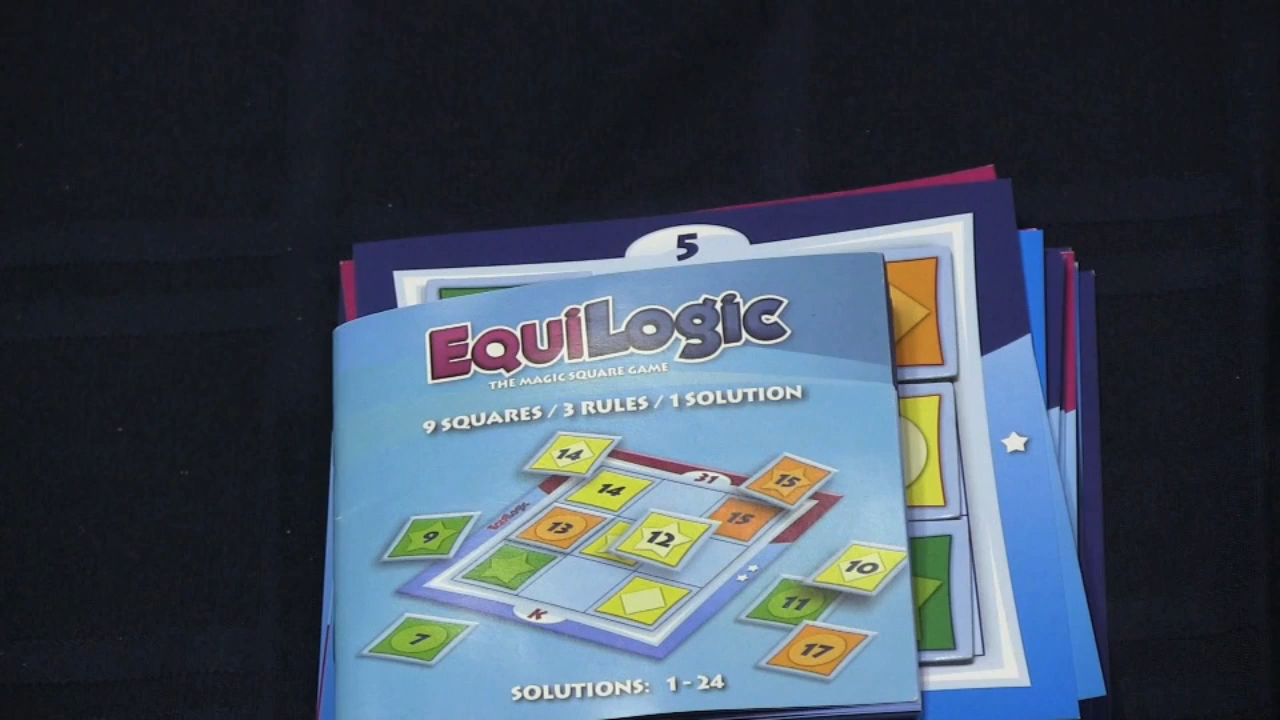 5
EQUILOGIC
THE MAGIC SQUARE GAME
9 SQUARES / 3 RULES / 1 SOLUTION
14
31
15
14
15
9
13
12
EquiLogic
10
11
K
7
17
SOLUTIONS: 1 - 24